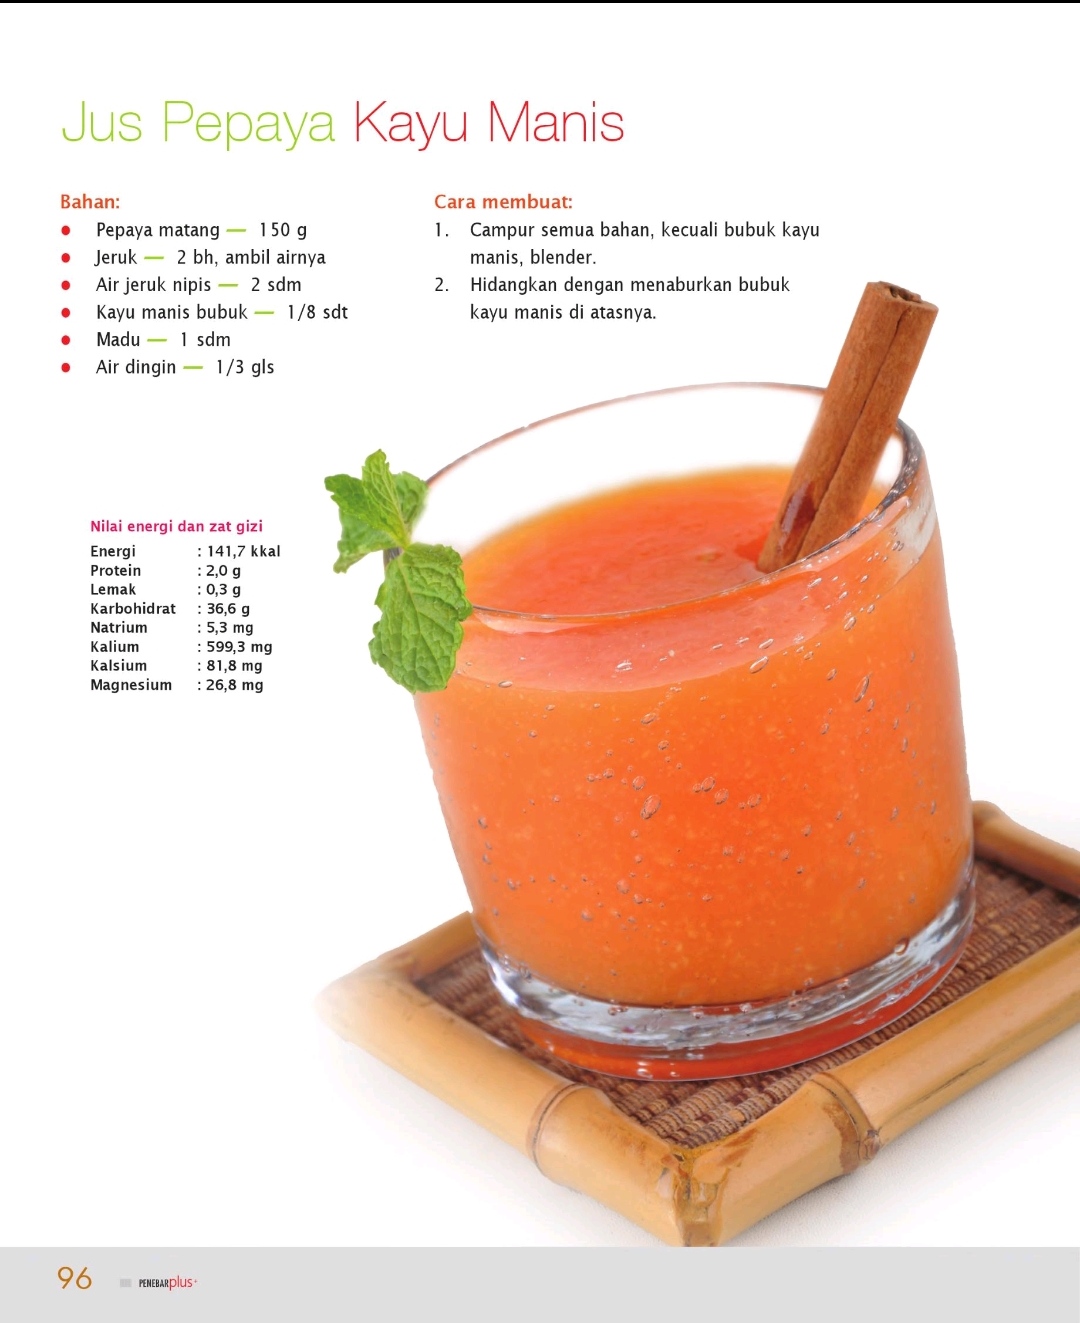 Jus Pepaya Kayu Manis
Bahan:
• Pepaya matang — 150 g
• Jeruk — 2 bh, ambil airnya
• Air jeruk nipis — 2 sdm
• Kayu manis bubuk — 1/8 sdt
• Madu — 1 sdm
• Air dingin — 1/3 gls
Cara membuat:
1. Campur semua bahan, kecuali bubuk kayu
manis, blender.
2. Hidangkan dengan menaburkan bubuk
kayu manis di atasnya.
Nilai energi dan zat gizi
Energi : 141,7 kkal
Protein : 2,0 g
Lemak : 0,3 g
Karbohidrat : 36,6 g
Natrium : 5,3 mg
Kalium : 599,3 mg
Kalsium : 81,8 mg
Magnesium : 26,8 mg
96 PENEBARplus+